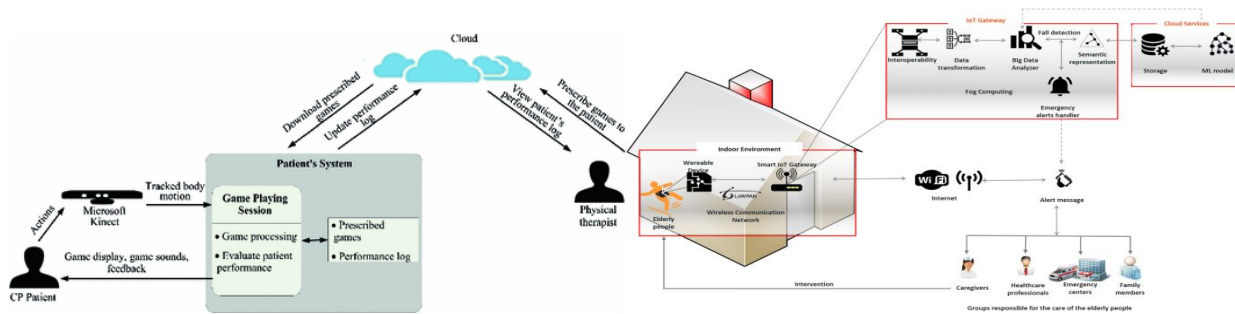 Cloud
Download prescribed
games
Update performance
log
View patient's
performance log
Prescribe games to
the patient
Patient's System
Tracked body
motion
Microsoft
Kinect
Actions
Game Playing
Session
• Game processing
• Evaluate patient
performance
• Prescribed
games
• Performance log
Game display, game sounds,
feedback
CP Patient
Physical
therapist
IoT Gateway
Cloud Services
Fall detection
Interoperability
Data
transformation
Big Data
Analyzer
Semantic
representation
Storage
ML model
Fog Computing
Emergency
alerts handler
Indoor Environment
Wereable
Device
Smart IoT Gateway
6LoWPAN
Elderly
people
Wireless Communication
Network
Wi Fi
Internet
Alert message
Intervention
Caregivers
Healthcare
professionals
Emergency
centers
Family
members
Groups responsible for the care of the elderly people